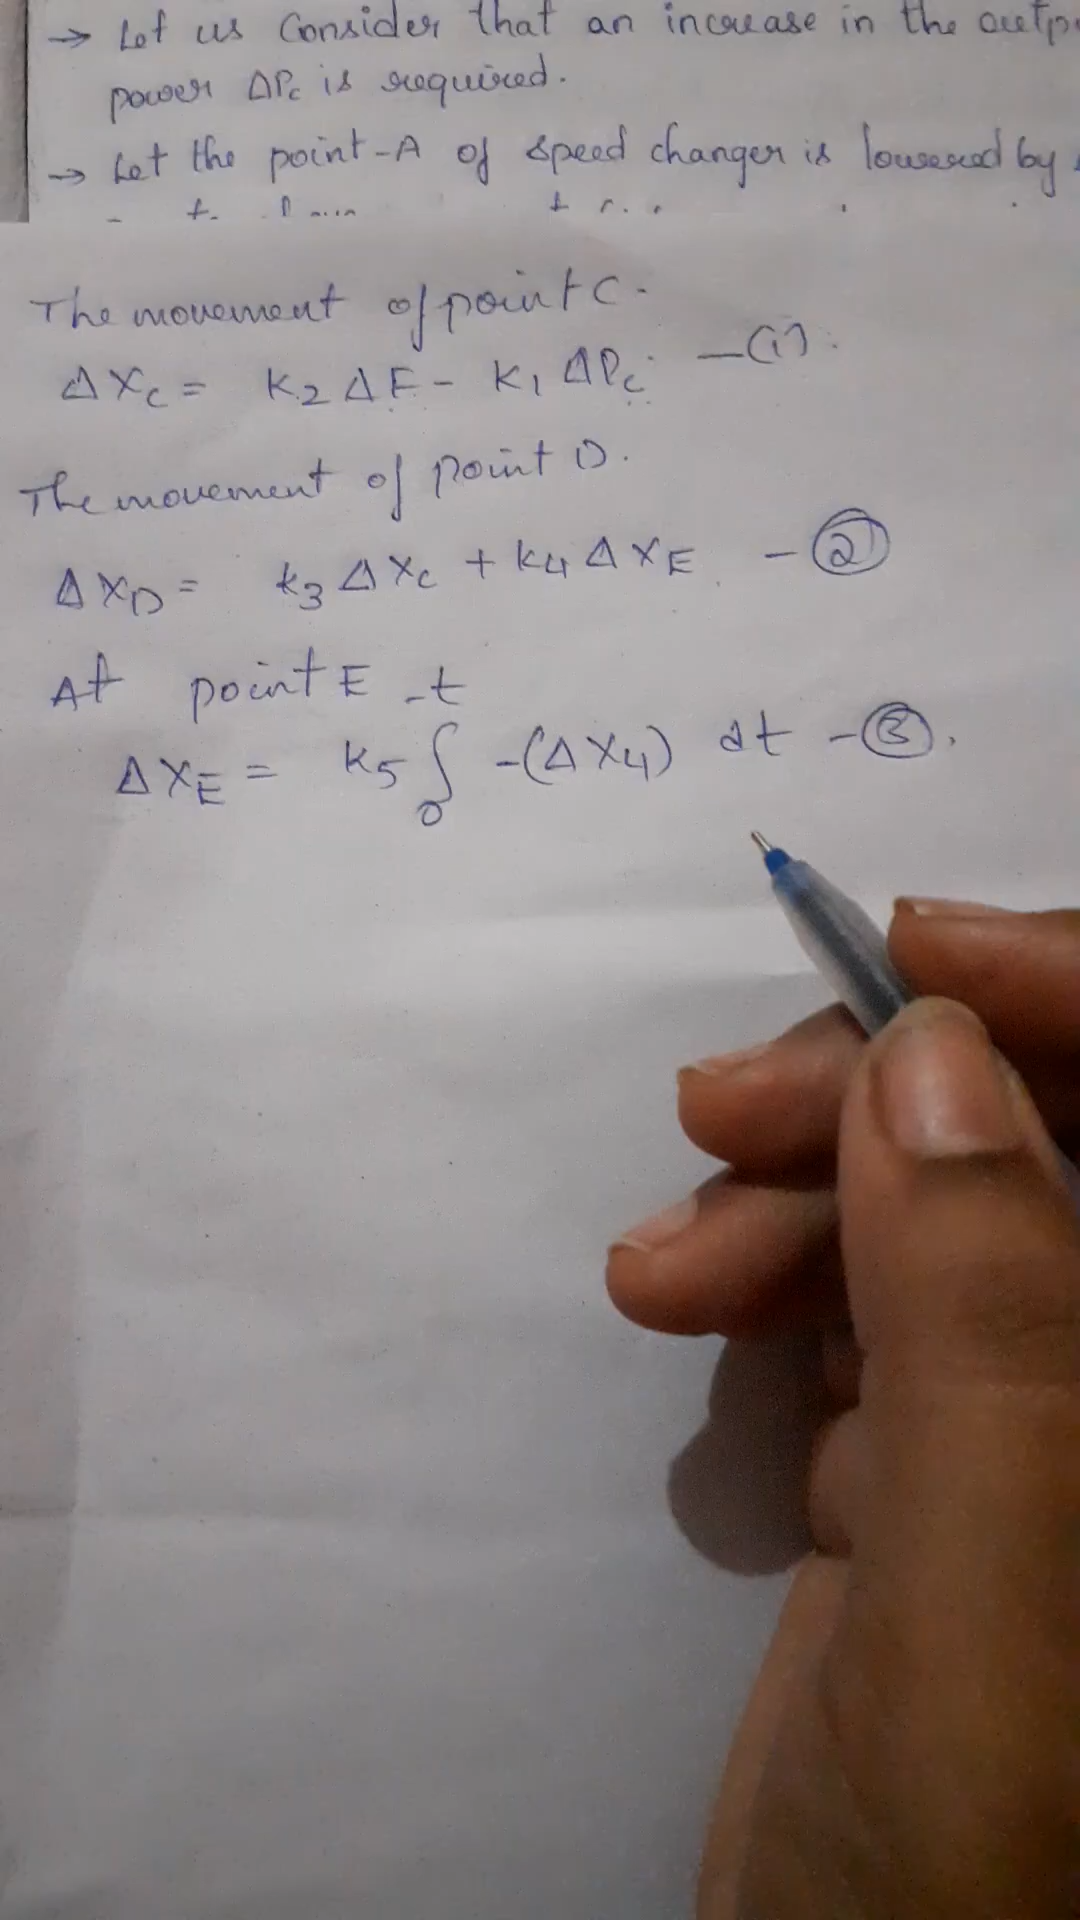 → Let us Consider that an increase in the outp
power ΔPc is required.
→ Let the point-A of speed changer is lowered by
The movement of point C.
ΔXc = K2 ΔF - K1 ΔPc. -(1).
The movement of point D.
ΔXD = k3 ΔXc + K4 ΔXE -②
At point E
ΔXE = K5 ∫0^t -(ΔX4) dt -③.